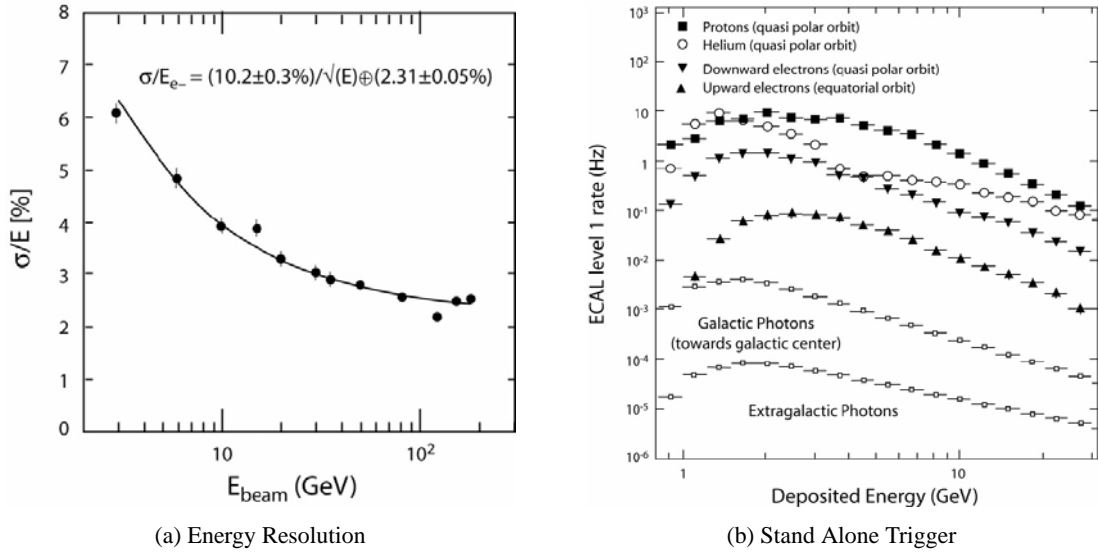 8
7
6
5
4
3
2
1
0
σ/E [%]
σ/E_e− = (10.2±0.3%)/√(E)⊕(2.31±0.05%)
10
10²
E_beam (GeV)
(a) Energy Resolution
10³
10²
10
1
10⁻¹
10⁻²
10⁻³
10⁻⁴
10⁻⁵
10⁻⁶
ECAL level 1 rate (Hz)
Protons (quasi polar orbit)
Helium (quasi polar orbit)
Downward electrons (quasi polar orbit)
Upward electrons (equatorial orbit)
Galactic Photons
(towards galactic center)
Extragalactic Photons
1
10
Deposited Energy (GeV)
(b) Stand Alone Trigger